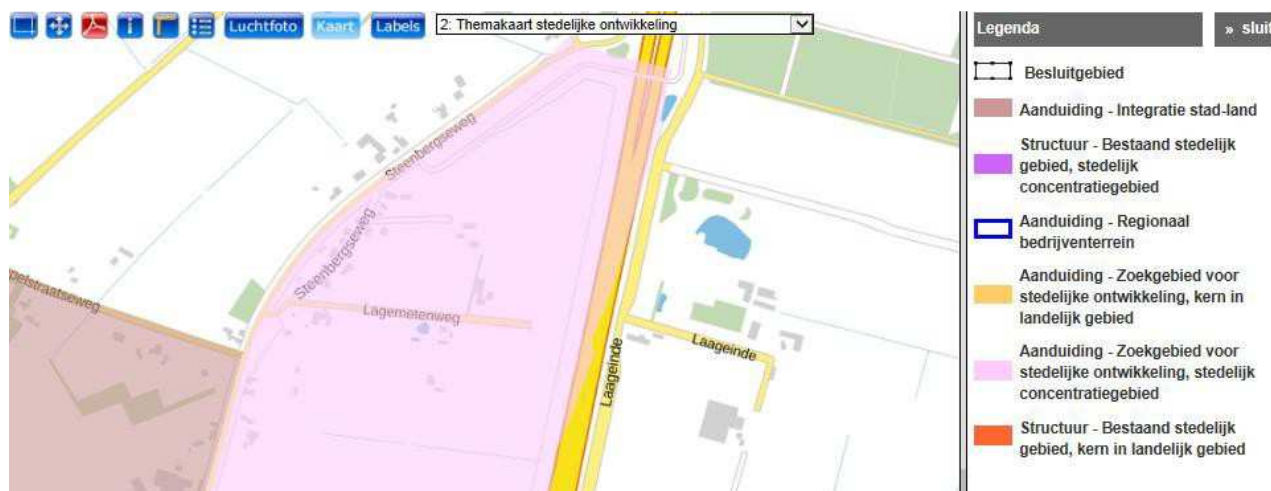 Luchtfoto Kaart Labels 2: Themakaart stedelijke ontwikkeling
Legenda
» sluit
Besluitgebied
Aanduiding - Integratie stad-land
Structuur - Bestaand stedelijk
gebied, stedelijk
concentratiegebied
Aanduiding - Regionaal
bedrijventerrein
Aanduiding - Zoekgebied voor
stedelijke ontwikkeling, kern in
landelijk gebied
Aanduiding - Zoekgebied voor
stedelijke ontwikkeling, stedelijk
concentratiegebied
Structuur - Bestaand stedelijk
gebied, kern in landelijk gebied
Steenbergseweg
Steenbergseweg
pelstraatseweg
Lagemetenweg
Laageinde
Laageinde